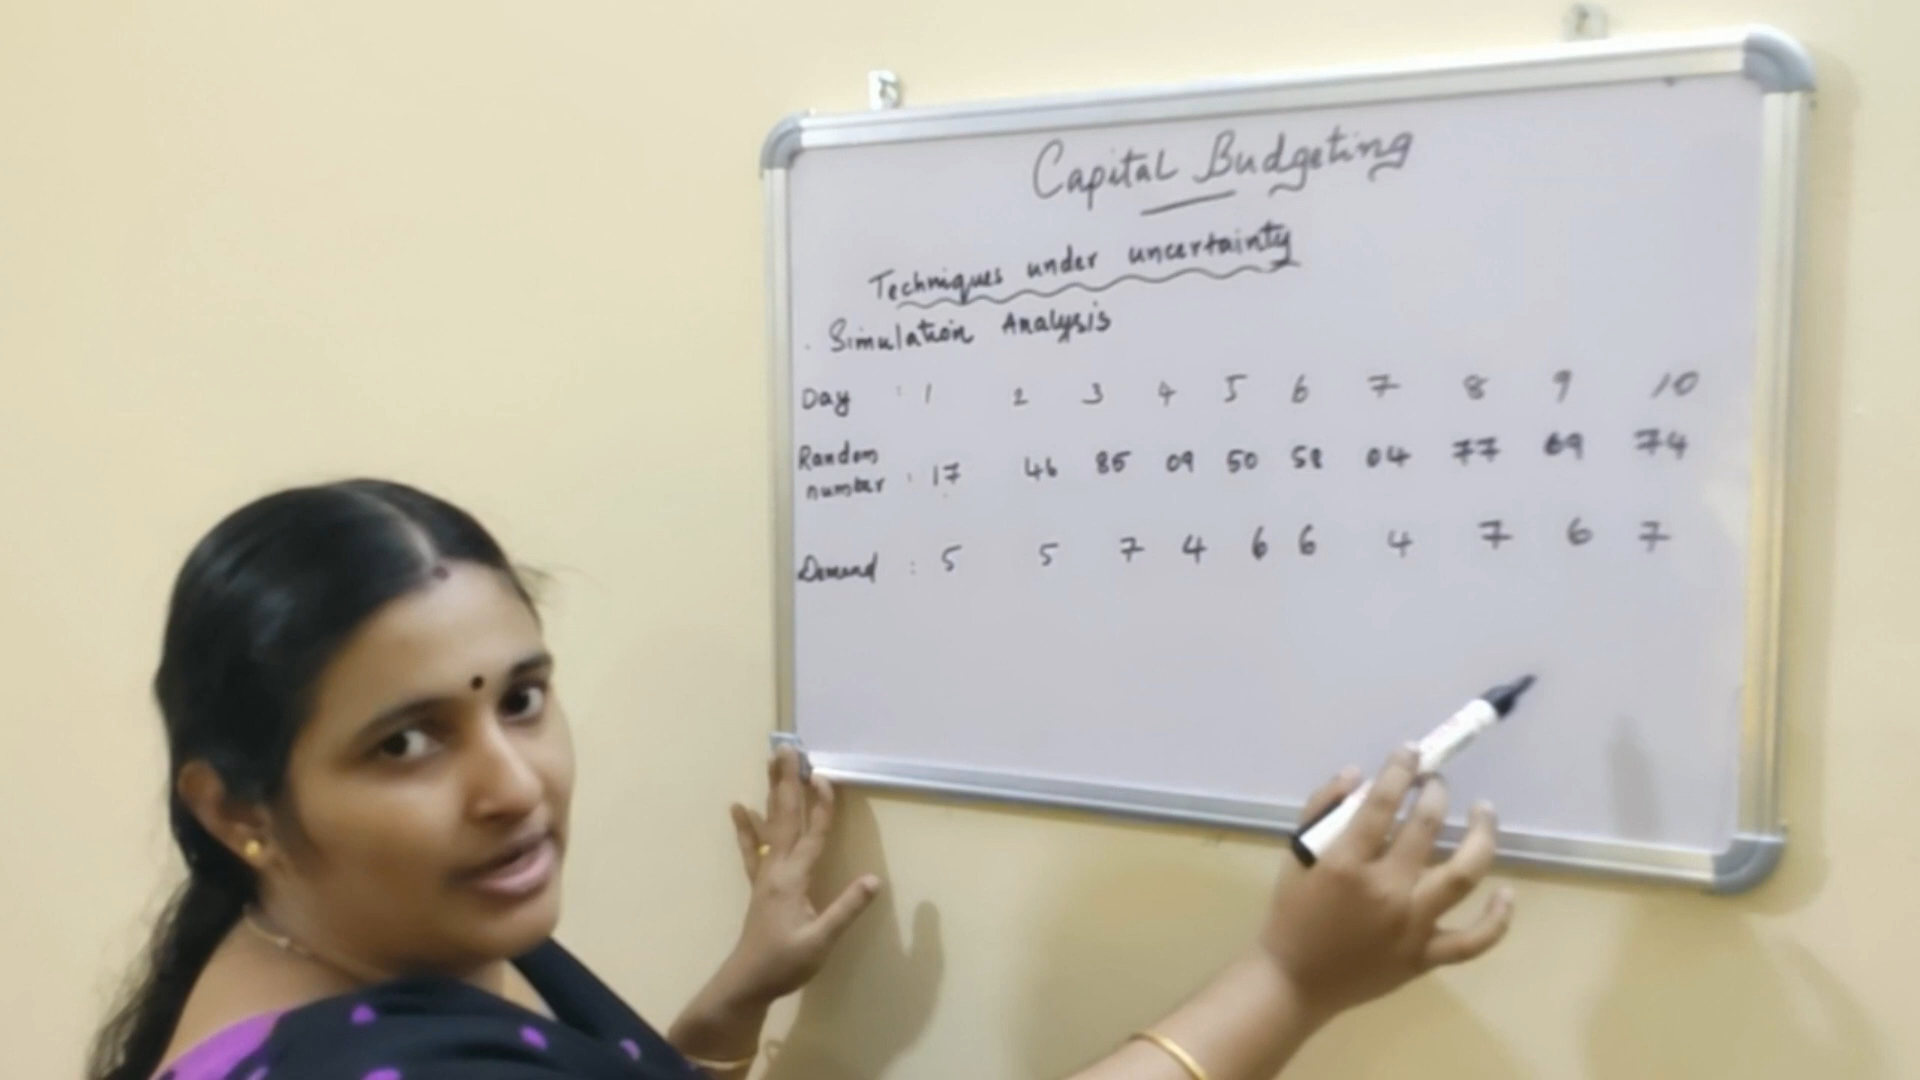 Capital Budgeting
Techniques under uncertainty
. Simulation Analysis
Day : 1 2 3 4 5 6 7 8 9 10
Random
number : 17 46 85 09 50 58 04 77 69 74
Demand : 5 5 7 4 6 6 4 7 6 7